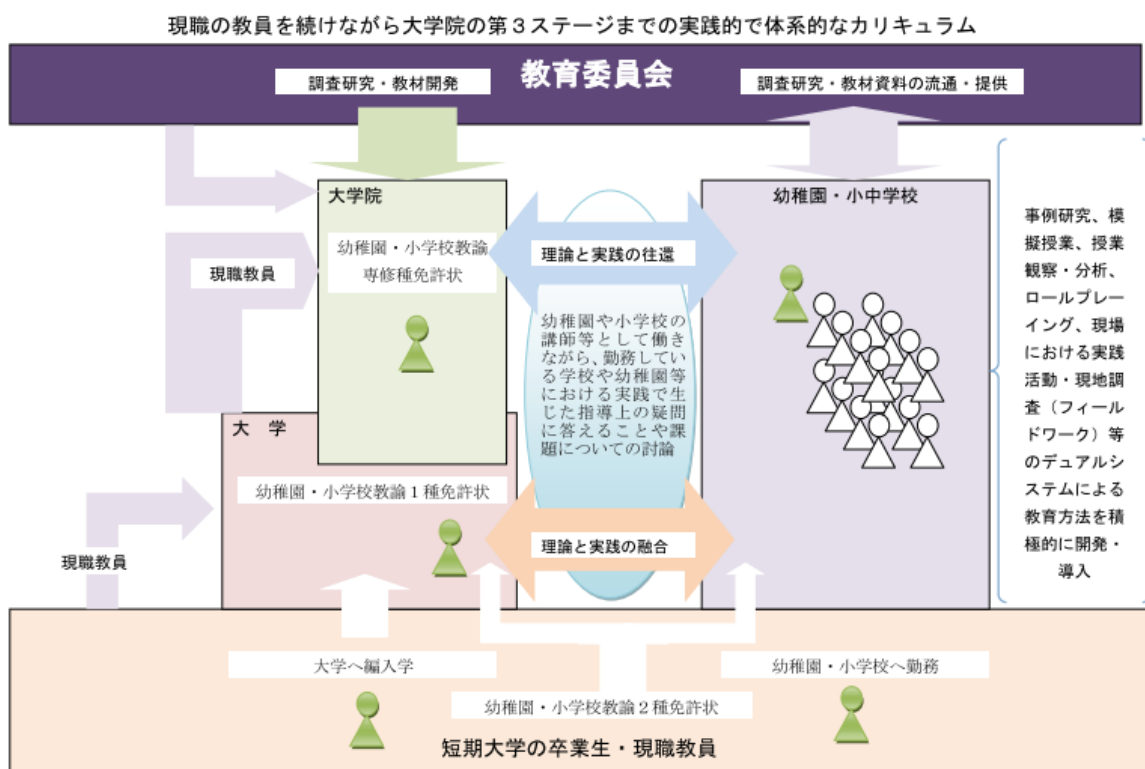 現職の教員を続けながら大学院の第3ステージまでの実践的で体系的なカリキュラム
教育委員会
調査研究・教材開発
調査研究・教材資料の流通・提供
大学院
幼稚園・小中学校
幼稚園・小学校教諭
専修種免許状
理論と実践の往還
現職教員
幼稚園や小学校の
講師等として働き
ながら、勤務してい
る学校や幼稚園等
における実践で生
じた指導上の疑問
に答えることや課
題についての討論
事例研究、模
擬授業、授業
観察・分析、
ロールプレー
イング、現場
における実践
活動・現地調
査(フィール
ドワーク)等
のデュアルシ
ステムによる
教育方法を積
極的に開発・
導入
大 学
幼稚園・小学校教諭1種免許状
理論と実践の融合
現職教員
大学へ編入学
幼稚園・小学校へ勤務
幼稚園・小学校教諭2種免許状
短期大学の卒業生・現職教員